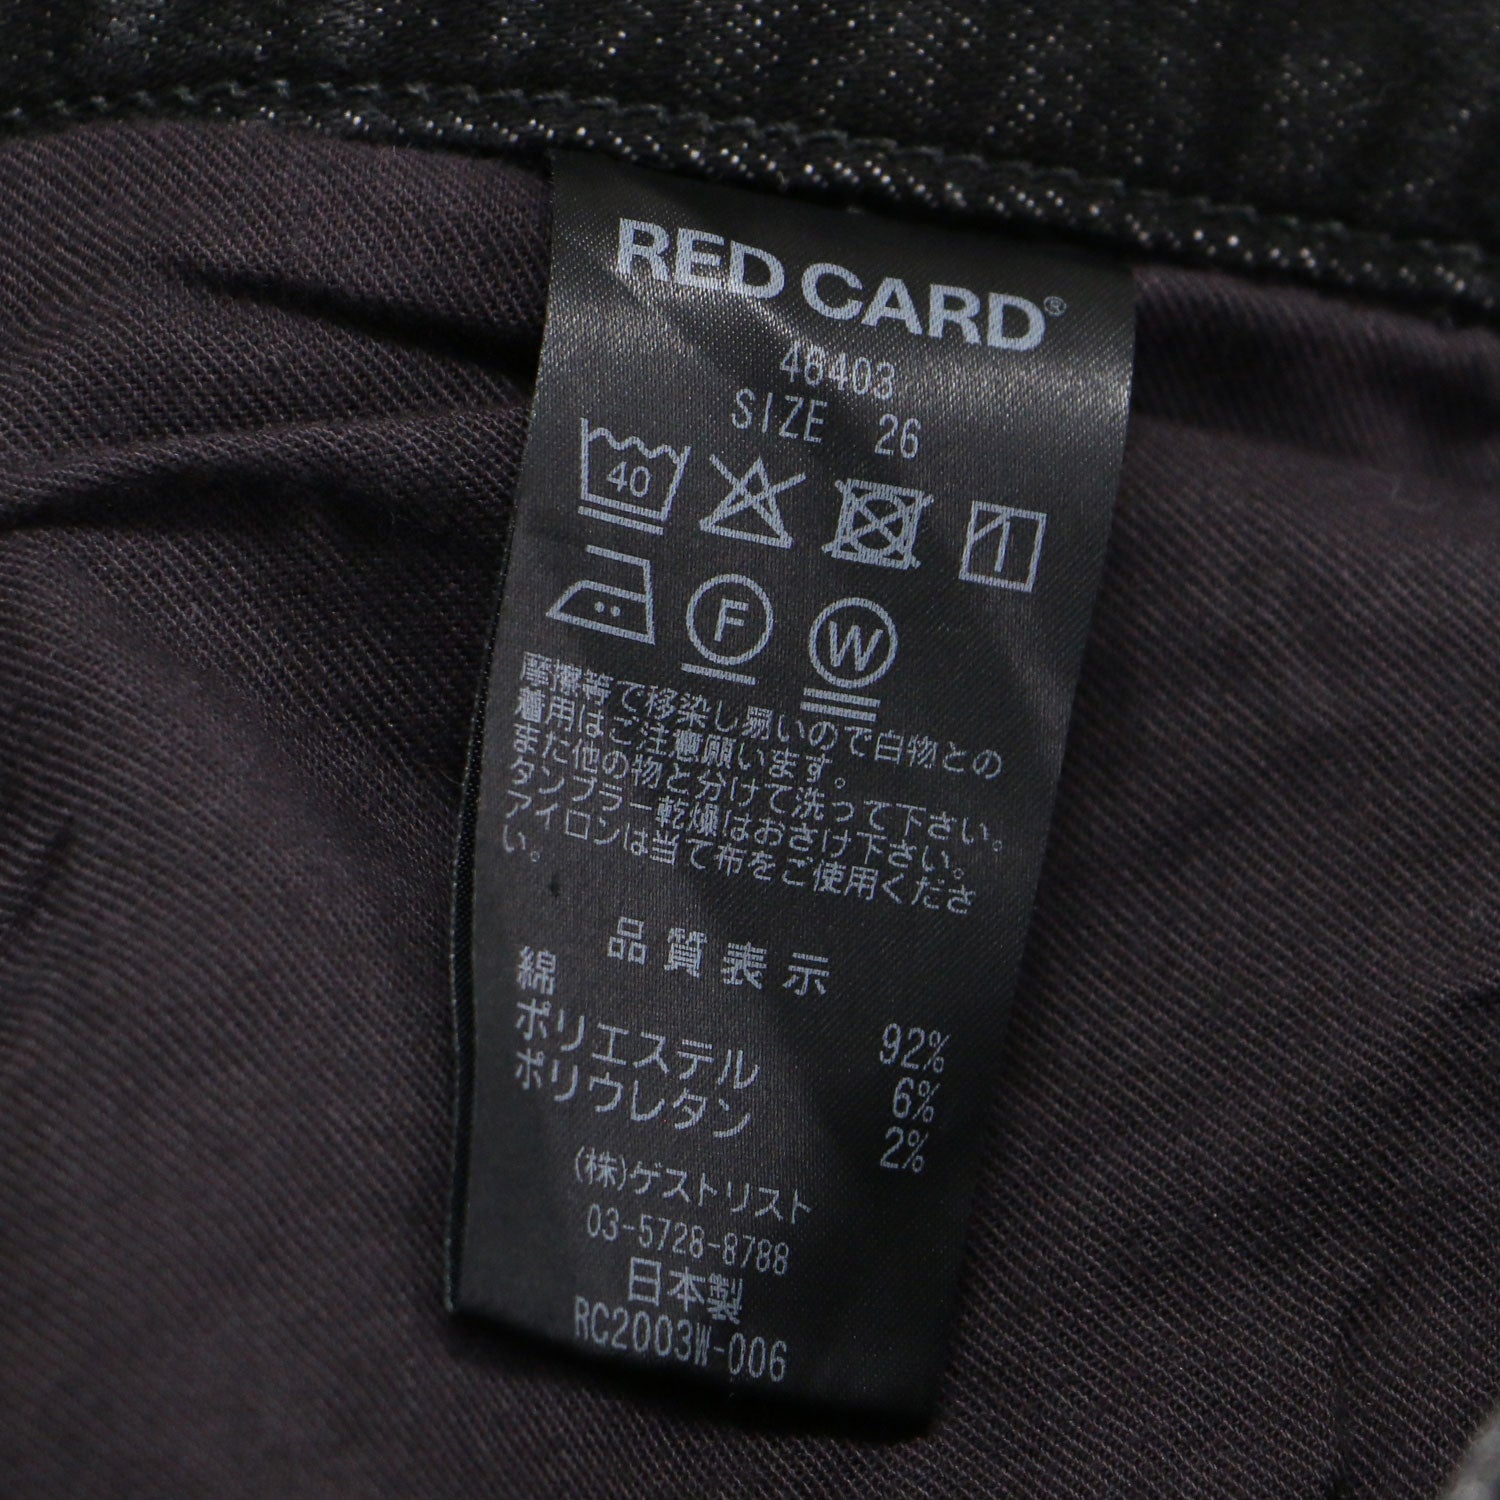 RED CARD®
48403
SIZE 26
40
F W
摩擦等で移染し易いので白物との
着用はご注意願います。
また他の物と分けて洗って下さい。
タンブラー乾燥はおさけ下さい。
アイロンは当て布をご使用くださ
い。
品質表示
綿 92%
ポリエステル 6%
ポリウレタン 2%
(株)ゲストリスト
03-5728-8788
日本製
RC2003W-006